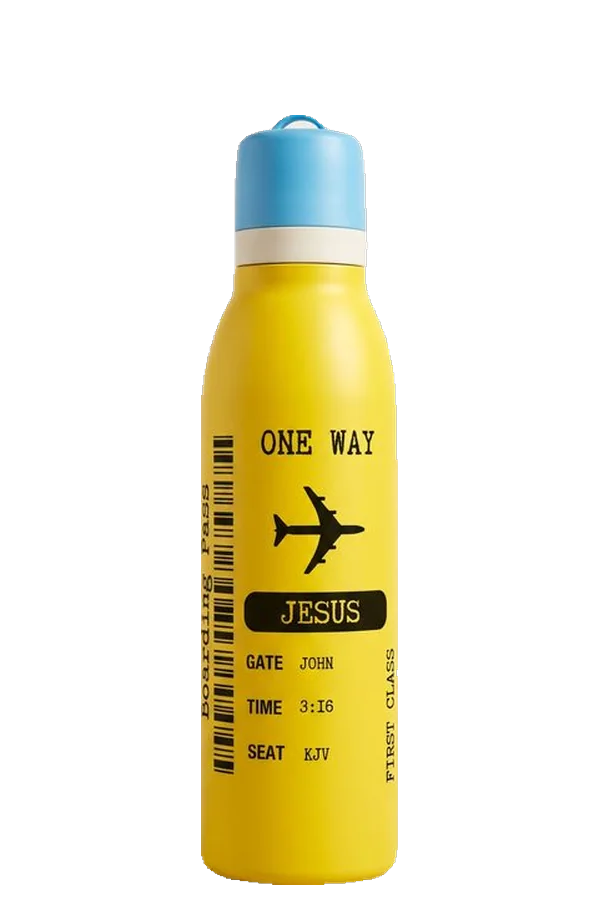 ONE WAY
Boarding Pass
JESUS
GATE JOHN
TIME 3:16
SEAT KJV
FIRST CLASS